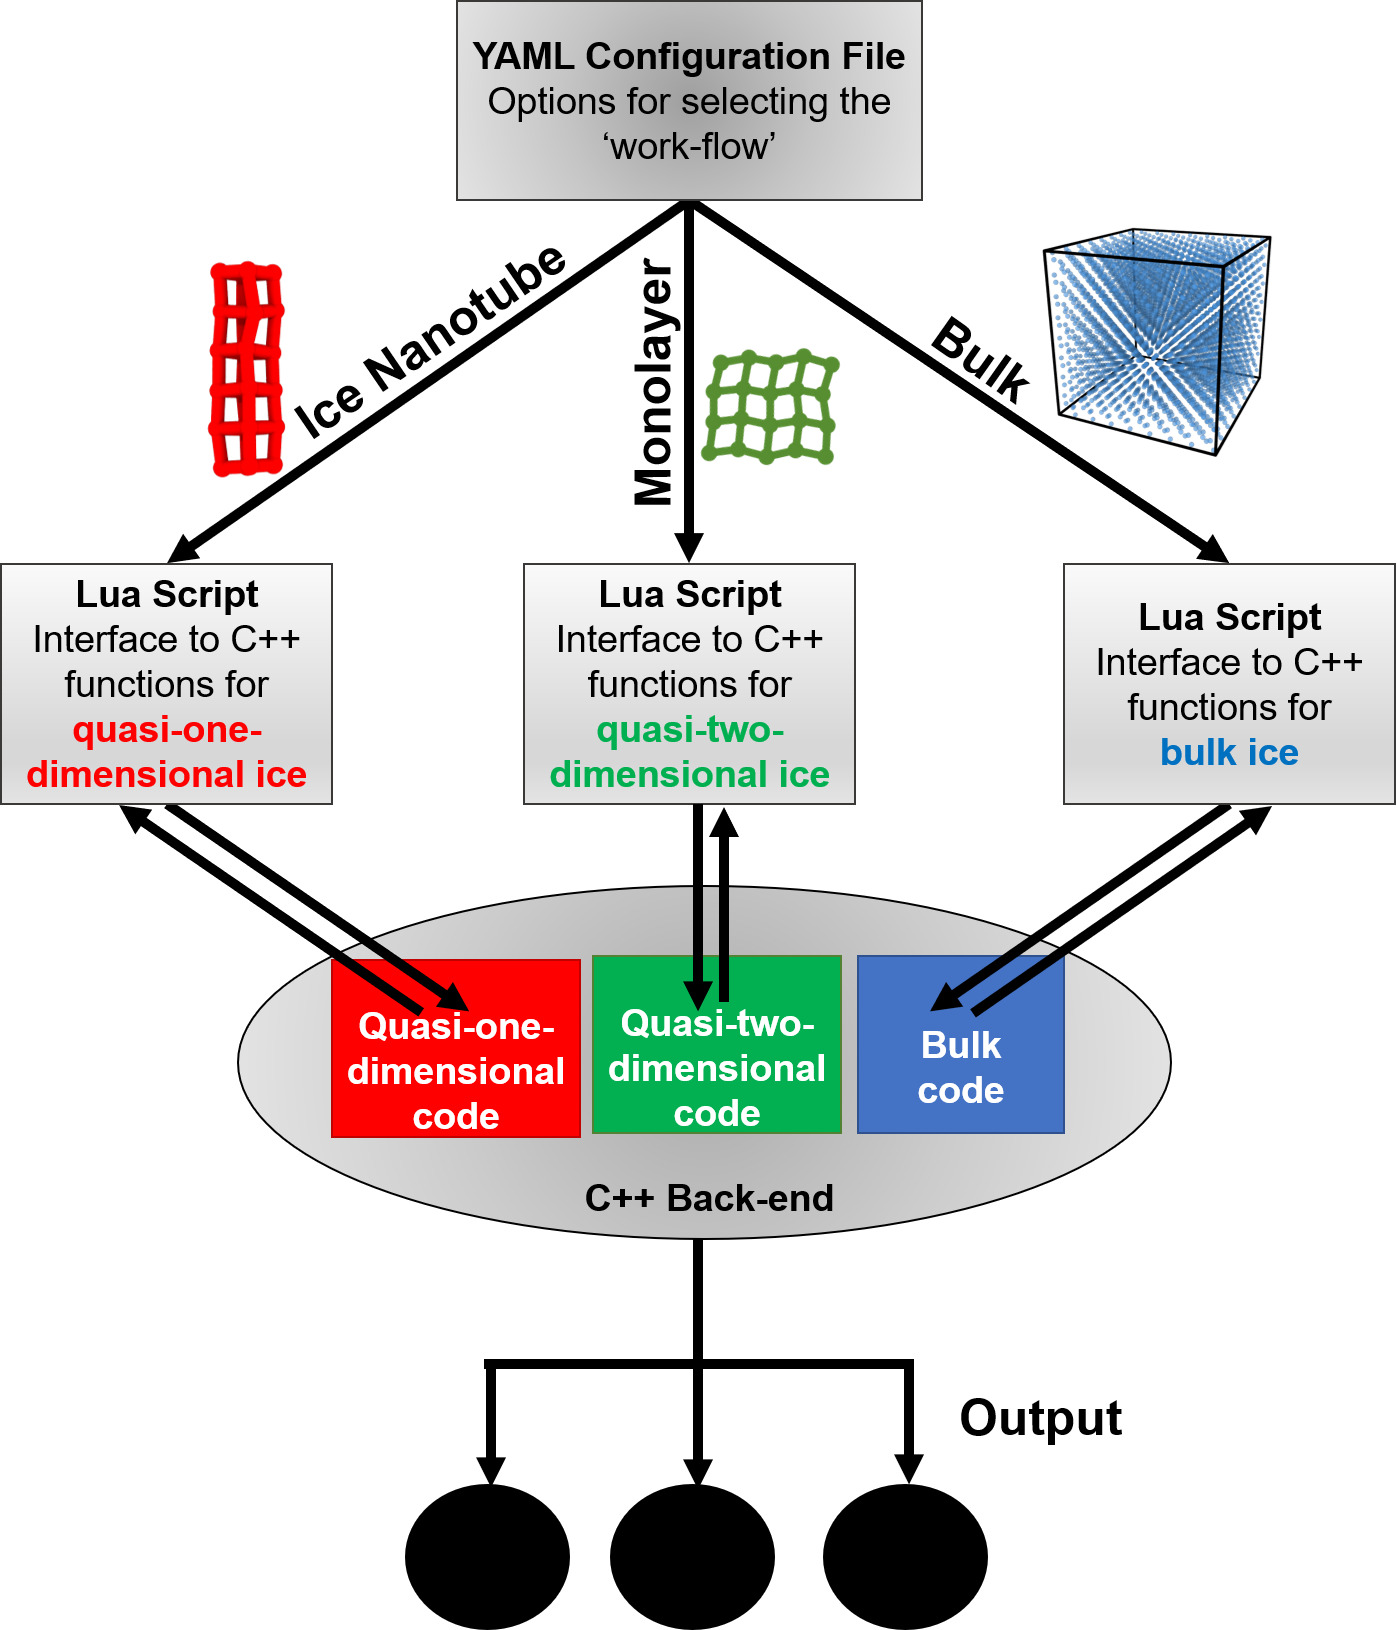 YAML Configuration File
Options for selecting the
‘work-flow’
Ice Nanotube
Monolayer
Bulk
Lua Script
Interface to C++
functions for
quasi-one-
dimensional ice
Lua Script
Interface to C++
functions for
quasi-two-
dimensional ice
Lua Script
Interface to C++
functions for
bulk ice
Quasi-one-
dimensional
code
Quasi-two-
dimensional
code
Bulk
code
C++ Back-end
Output